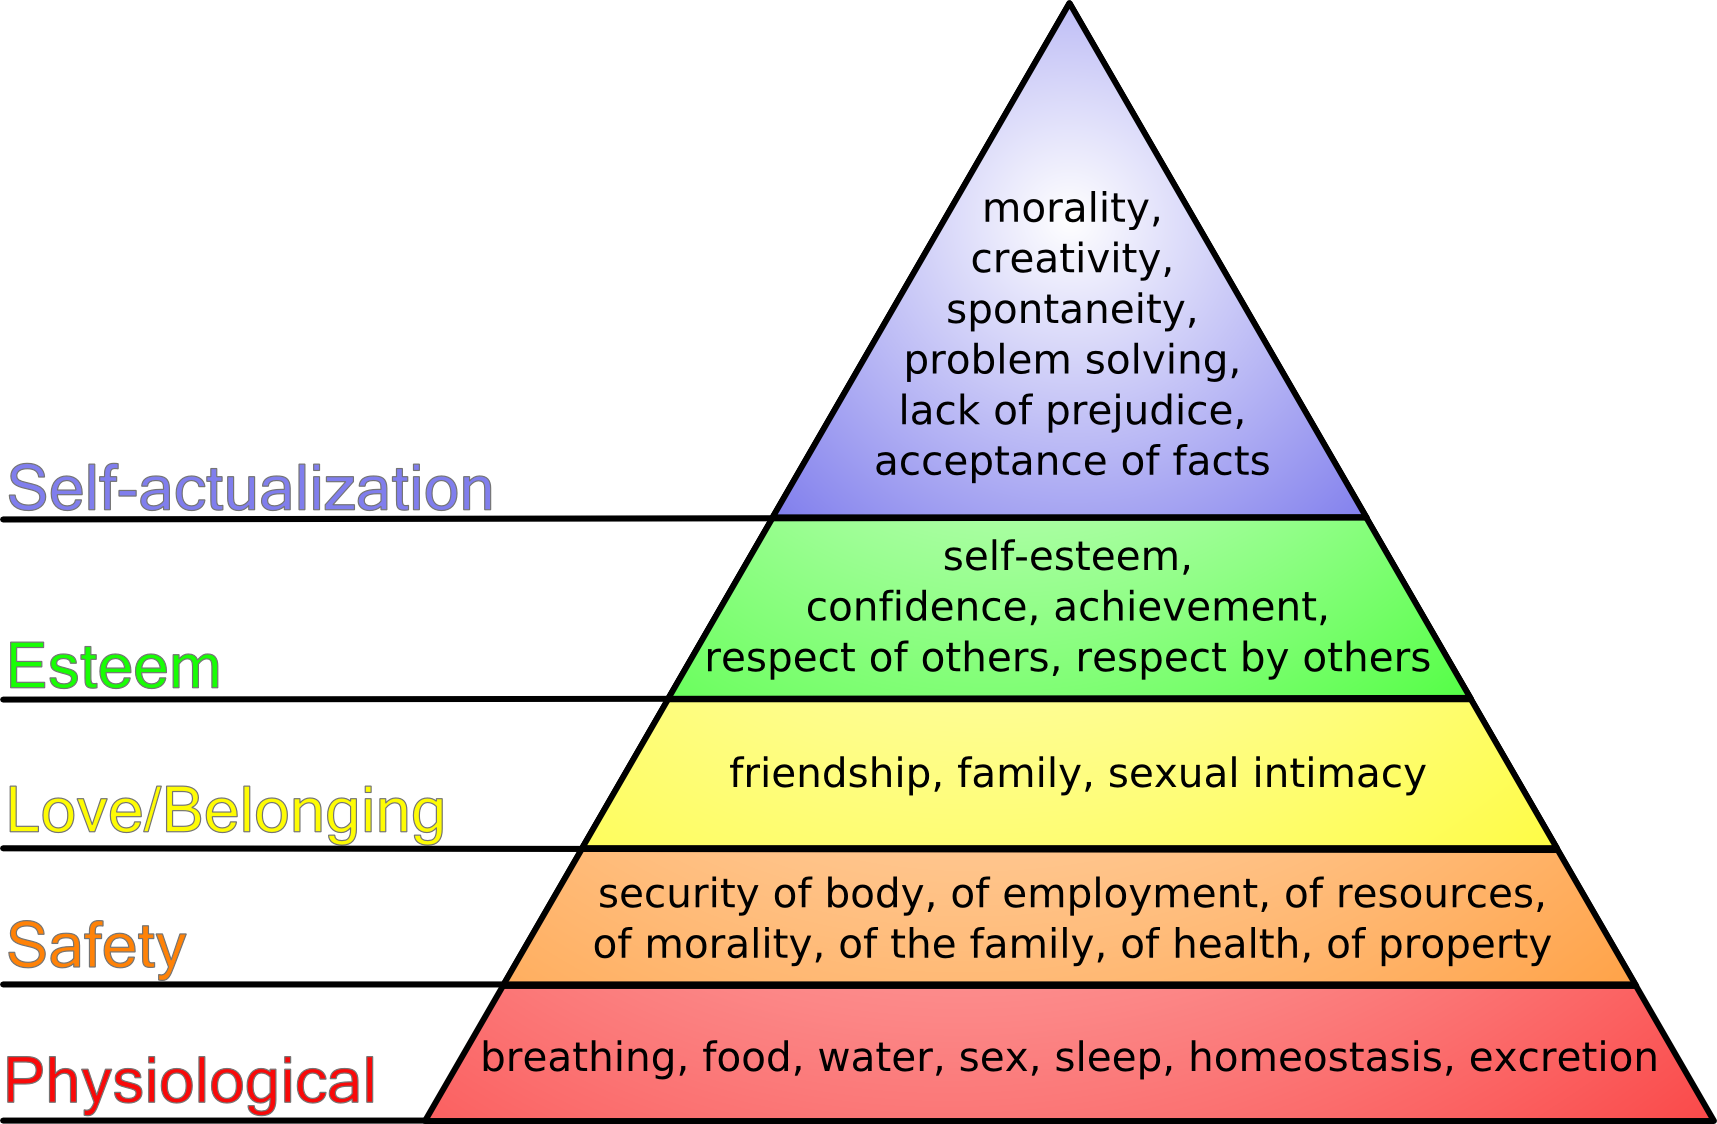 morality,
creativity,
spontaneity,
problem solving,
lack of prejudice,
acceptance of facts
Self-actualization
self-esteem,
confidence, achievement,
respect of others, respect by others
Esteem
friendship, family, sexual intimacy
Love/Belonging
security of body, of employment, of resources,
of morality, of the family, of health, of property
Safety
breathing, food, water, sex, sleep, homeostasis, excretion
Physiological